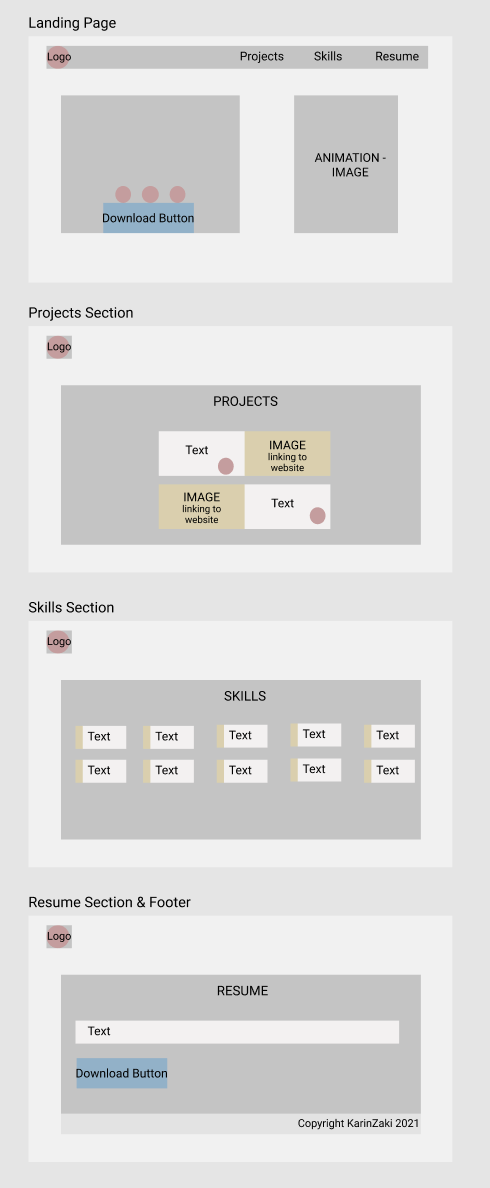 Landing Page
Logo
Projects
Skills
Resume
ANIMATION -
IMAGE
Download Button
Projects Section
Logo
PROJECTS
Text
IMAGE
linking to
website
IMAGE
linking to
website
Text
Skills Section
Logo
SKILLS
Text
Text
Text
Text
Text
Text
Text
Text
Text
Text
Resume Section & Footer
Logo
RESUME
Text
Download Button
Copyright KarinZaki 2021